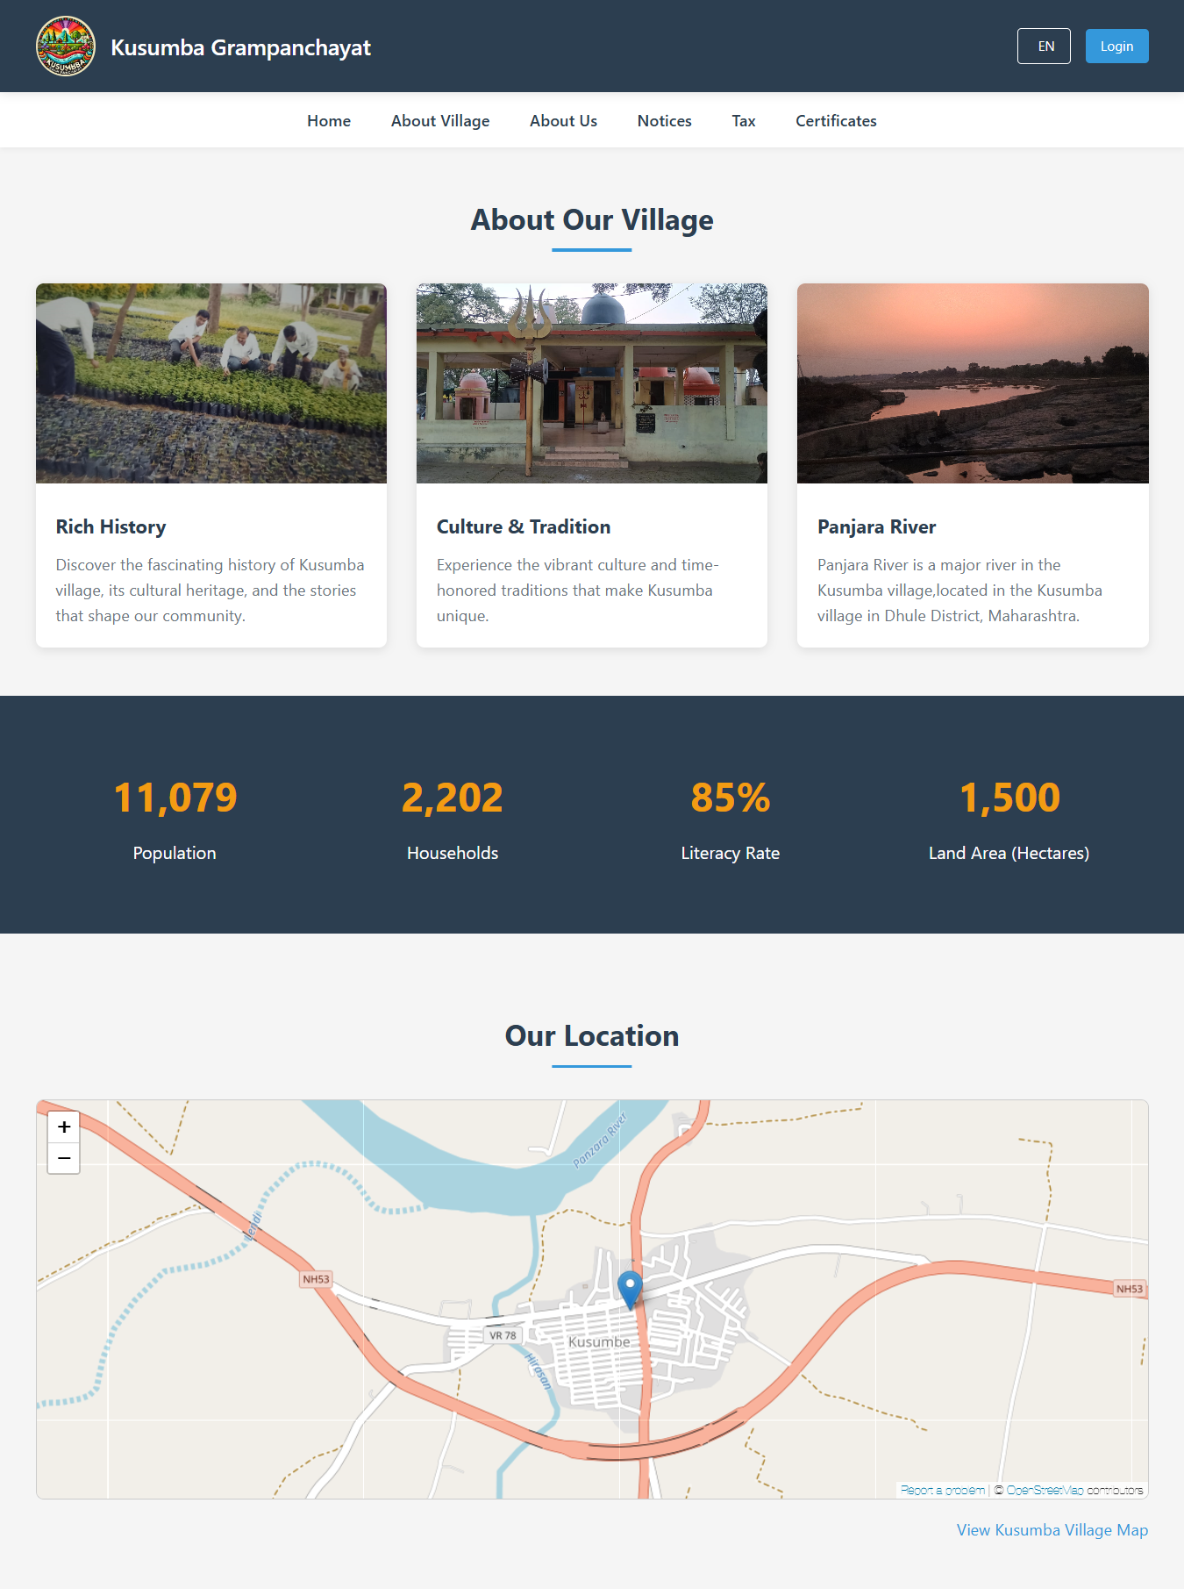 KUSUMBA
Kusumba Grampanchayat
EN
Login
Home
About Village
About Us
Notices
Tax
Certificates
About Our Village
Rich History
Discover the fascinating history of Kusumba
village, its cultural heritage, and the stories
that shape our community.
Culture & Tradition
Experience the vibrant culture and time-
honored traditions that make Kusumba
unique.
Panjara River
Panjara River is a major river in the
Kusumba village,located in the Kusumba
village in Dhule District, Maharashtra.
11,079
Population
2,202
Households
85%
Literacy Rate
1,500
Land Area (Hectares)
Our Location
+
−
Panzara River
NH53
NH53
VR 78
Kusumbe
Hirasan
Report a problem | © OpenStreetMap contributors
View Kusumba Village Map